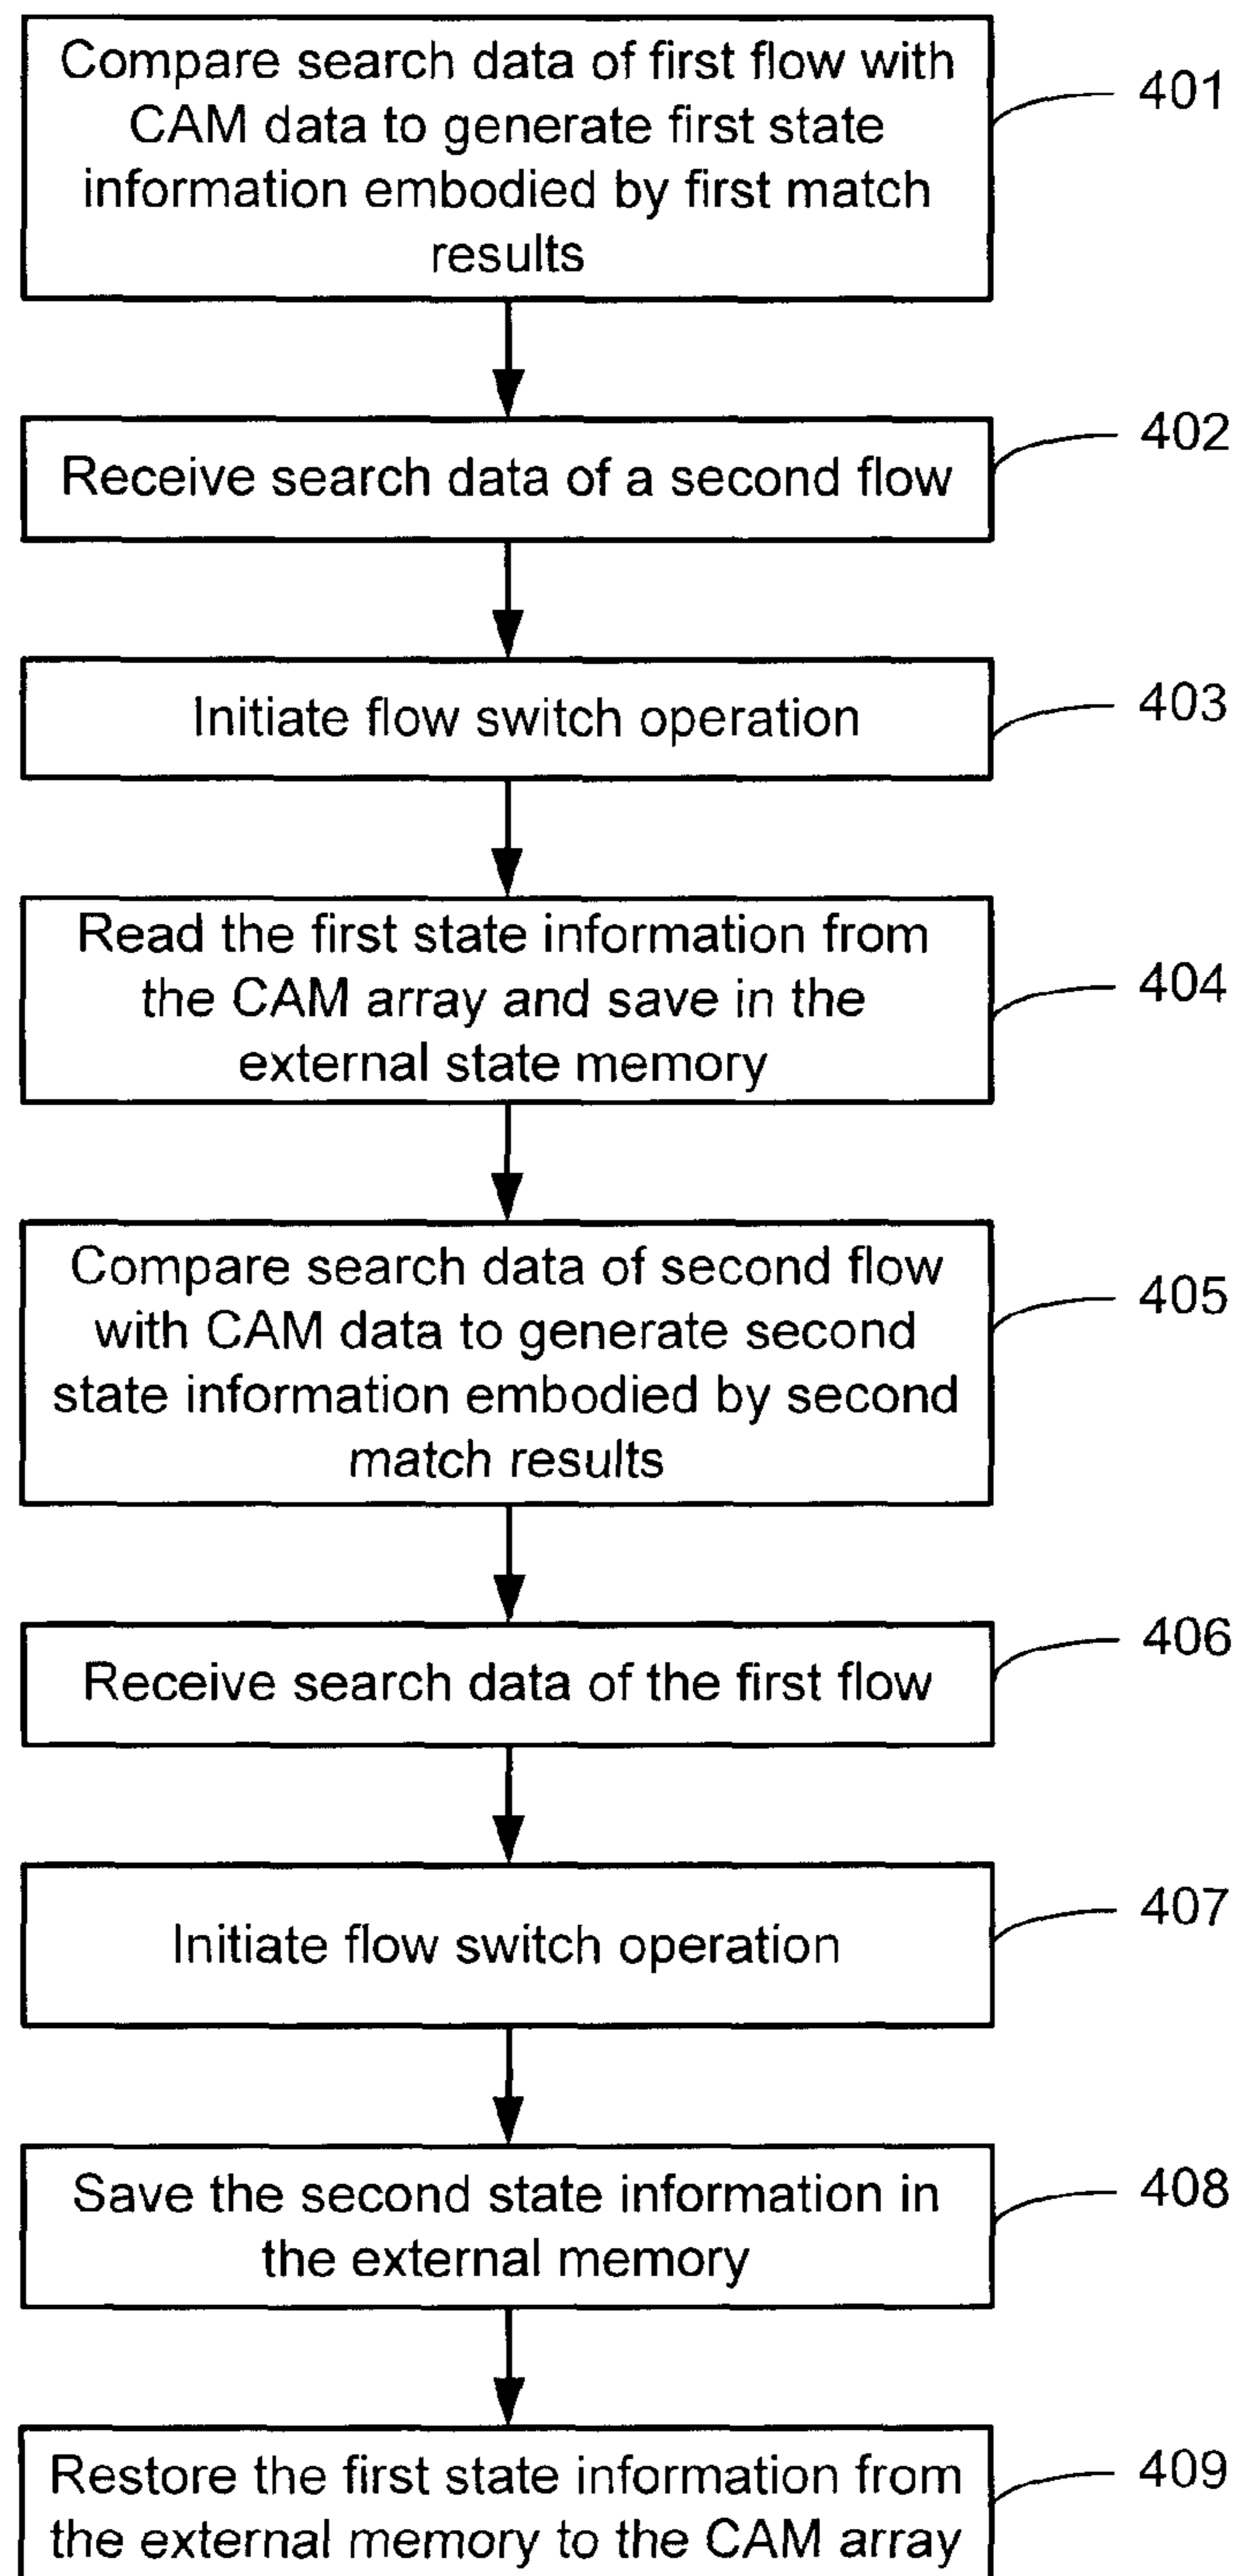 Compare search data of first flow with
CAM data to generate first state
information embodied by first match
results
401
Receive search data of a second flow
402
Initiate flow switch operation
403
Read the first state information from
the CAM array and save in the
external state memory
404
Compare search data of second flow
with CAM data to generate second
state information embodied by second
match results
405
Receive search data of the first flow
406
Initiate flow switch operation
407
Save the second state information in
the external memory
408
Restore the first state information from
the external memory to the CAM array
409